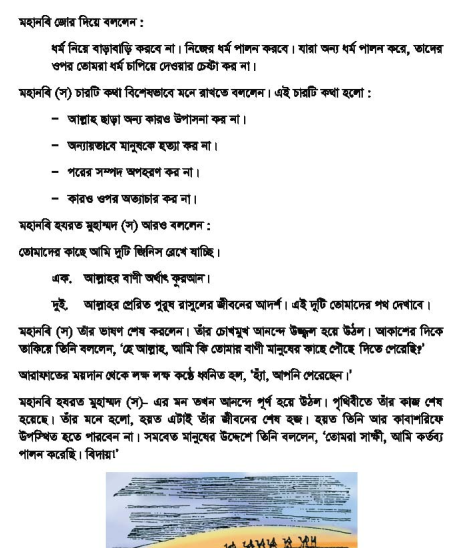 মহানবি জোর দিয়ে বললেন :
ধর্ম নিয়ে বাড়াবাড়ি করবে না। নিজের ধর্ম পালন করবে। যারা অন্য ধর্ম পালন করে, তাদের
ওপর তোমরা ধর্ম চাপিয়ে দেওয়ার চেষ্টা কর না।
মহানবি (স) চারটি কথা বিশেষভাবে মনে রাখতে বললেন। এই চারটি কথা হলো :
– আল্লাহ ছাড়া অন্য কারও উপাসনা কর না।
– অন্যায়ভাবে মানুষকে হত্যা কর না।
– পরের সম্পদ অপহরণ কর না।
– কারও ওপর অত্যাচার কর না।
মহানবি হযরত মুহাম্মদ (স) আরও বললেন :
তোমাদের কাছে আমি দুটি জিনিস রেখে যাচ্ছি।
এক. আল্লাহর বাণী অর্থাৎ কুরআন।
দুই. আল্লাহর প্রেরিত পুরুষ রাসুলের জীবনের আদর্শ। এই দুটি তোমাদের পথ দেখাবে।
মহানবি (স) তাঁর ভাষণ শেষ করলেন। তাঁর চোখমুখ আনন্দে উজ্জ্বল হয়ে উঠল। আকাশের দিকে
তাকিয়ে তিনি বললেন, ‘হে আল্লাহ, আমি কি তোমার বাণী মানুষের কাছে পৌঁছে দিতে পেরেছি?’
আরাফাতের ময়দান থেকে লক্ষ লক্ষ কণ্ঠে ধ্বনিত হল, ‘হ্যাঁ, আপনি পেরেছেন।’
মহানবি হযরত মুহাম্মদ (স)- এর মন তখন আনন্দে পূর্ণ হয়ে উঠল। পৃথিবীতে তাঁর কাজ শেষ
হয়েছে। তাঁর মনে হলো, হয়ত এটাই তাঁর জীবনের শেষ হজ। হয়ত তিনি আর কাবাশরিফে
উপস্থিত হতে পারবেন না। সমবেত মানুষের উদ্দেশে তিনি বললেন, ‘তোমরা সাক্ষী, আমি কর্তব্য
পালন করেছি। বিদায়!’